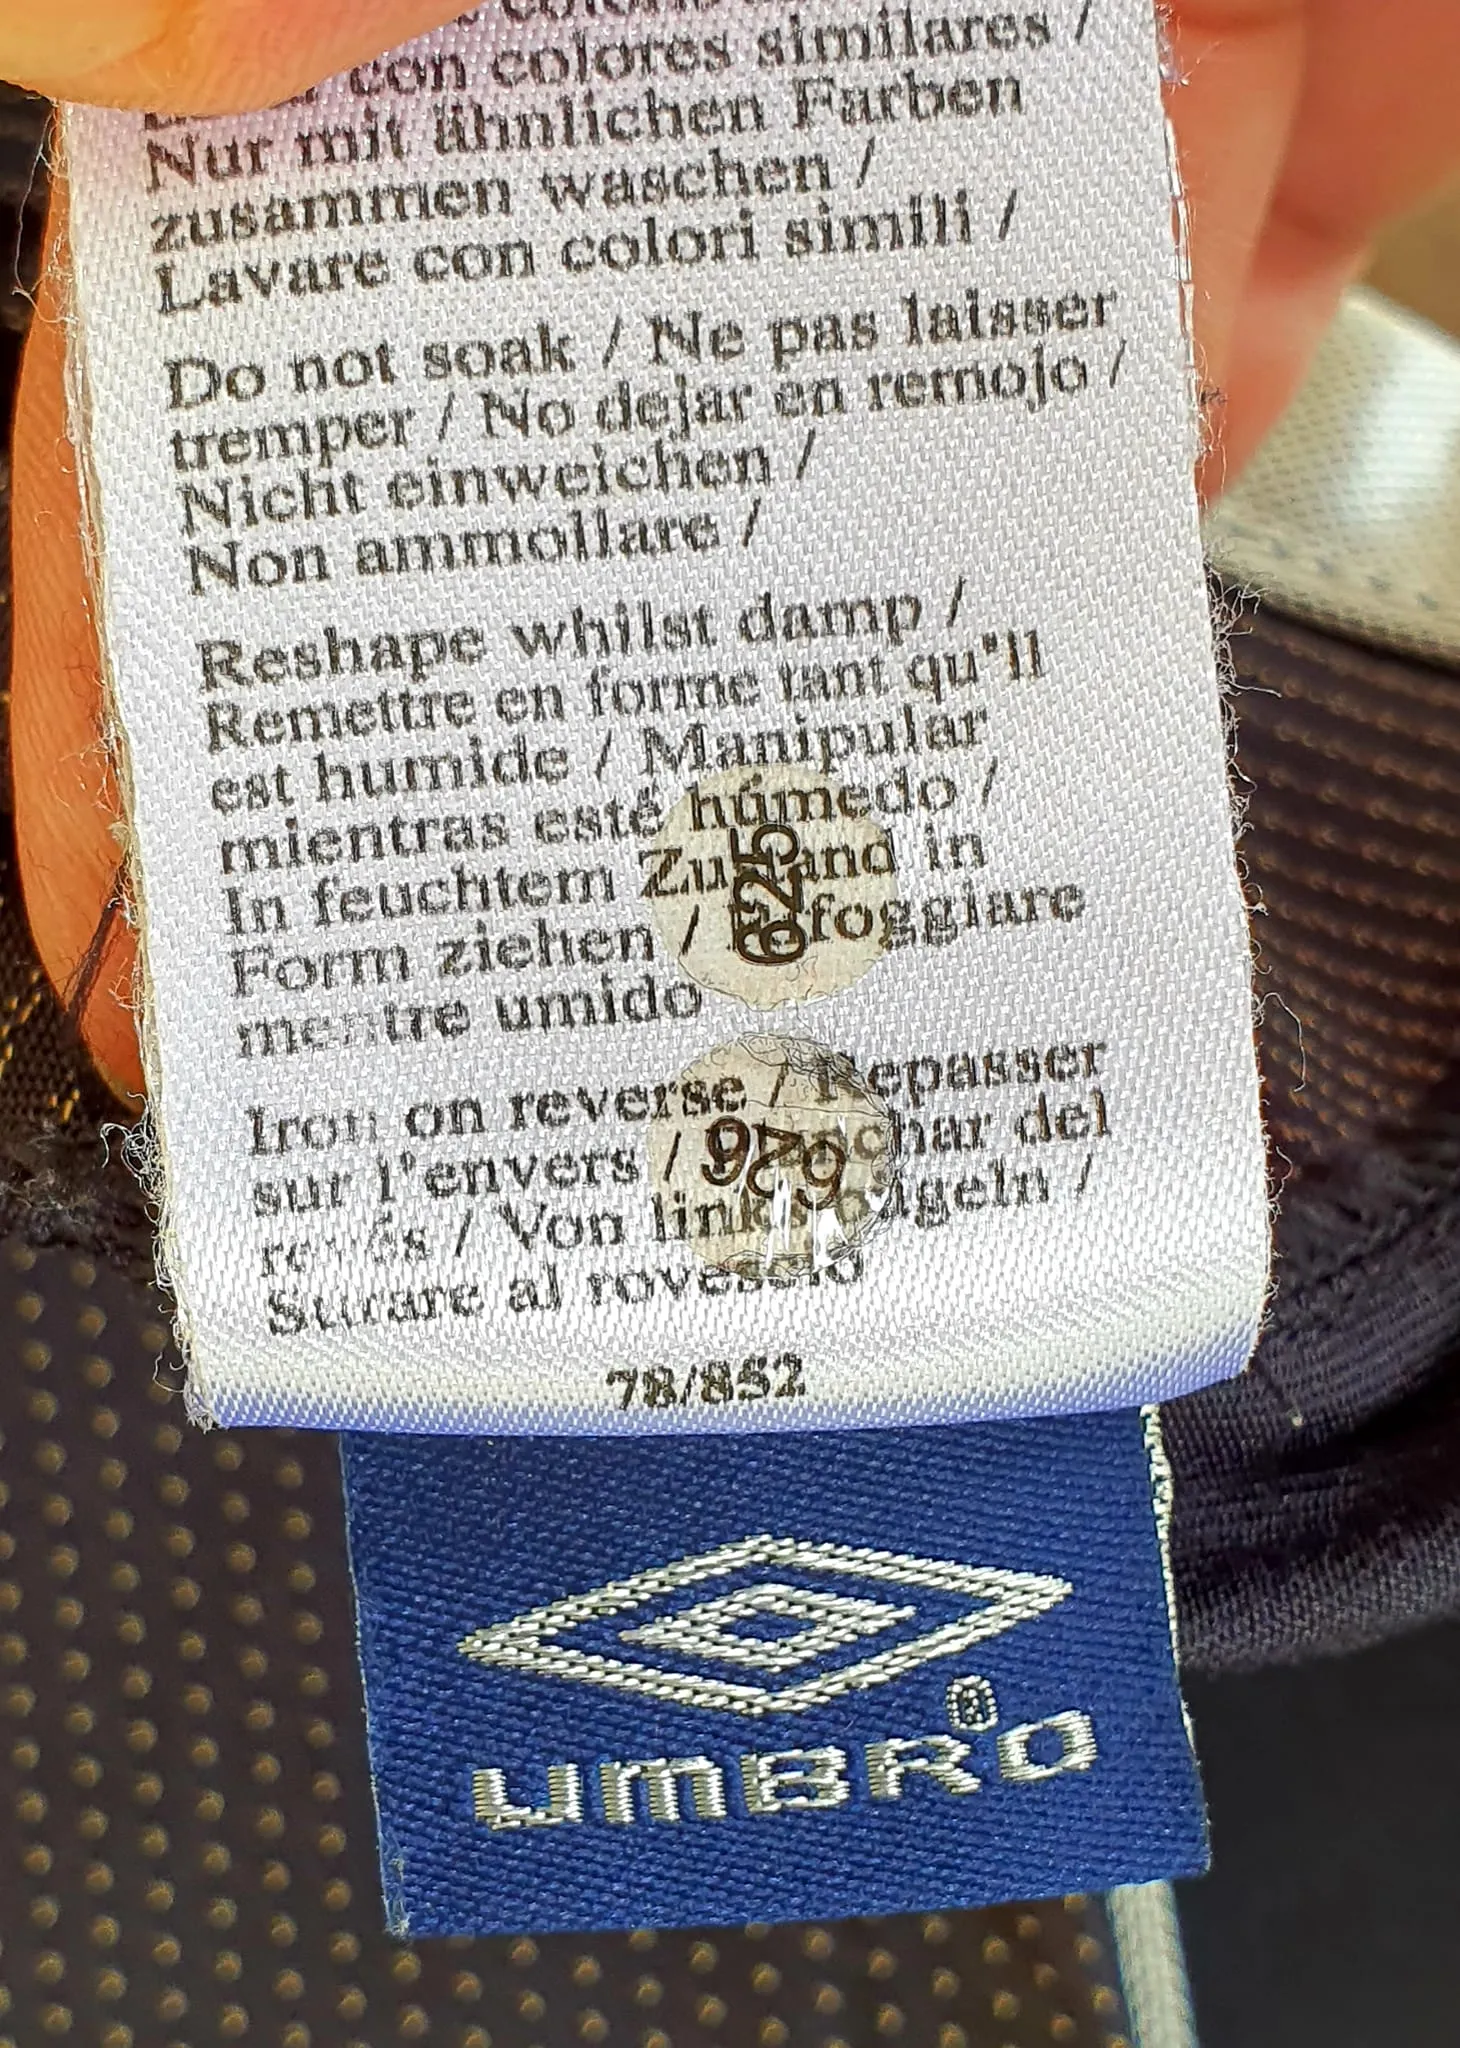 con colores similares /
Nur mit ähnlichen Farben
zusammen waschen /
Lavare con colori simili /
Do not soak / Ne pas laisser
tremper / No dejar en remojo /
Nicht einweichen /
Non ammollare /
Reshape whilst damp /
Remettre en forme tant qu'il
est humide / Manipular
mientras esté húmedo /
In feuchtem Zustand in
Form ziehen / foggiare
mentre umido
625
Iron on reverse / Repasser
sur l'envers / char del
revés / Von links bügeln /
Stirare al rovescio
626
78/852
UMBRO®